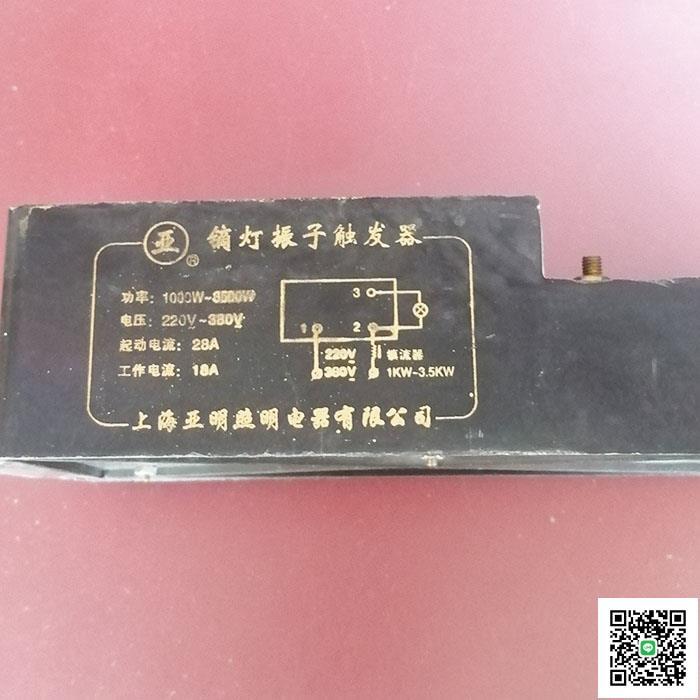 亚 ® 镝灯振子触发器
功率: 1000W~3500W
电压: 220V~380V
起动电流: 28A
工作电流: 18A
3
1 2
220V 镇流器
380V 1KW-3.5KW
上海亚明照明电器有限公司